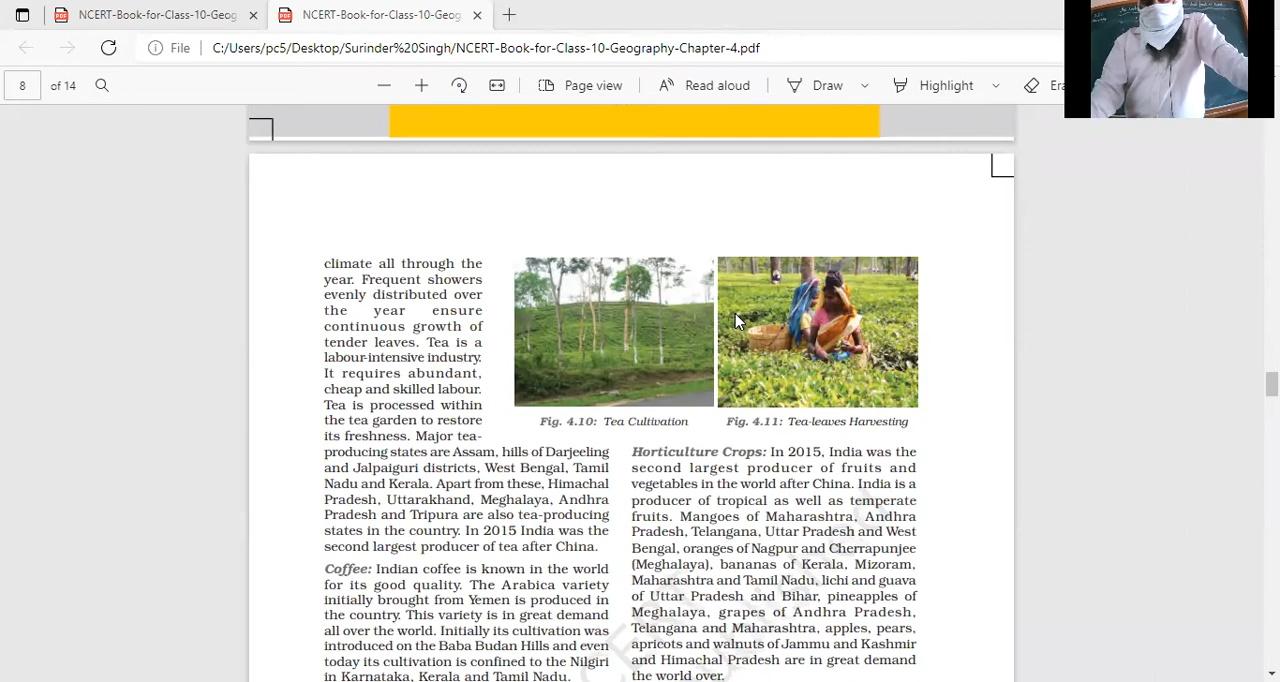 NCERT-Book-for-Class-10-Geog
NCERT-Book-for-Class-10-Geog
File
C:/Users/pc5/Desktop/Surinder%20Singh/NCERT-Book-for-Class-10-Geography-Chapter-4.pdf
8 of 14
Page view
Read aloud
Draw
Highlight
Era
climate all through the
year. Frequent showers
evenly distributed over
the year ensure
continuous growth of
tender leaves. Tea is a
labour-intensive industry.
It requires abundant,
cheap and skilled labour.
Tea is processed within
the tea garden to restore
its freshness. Major tea-
producing states are Assam, hills of Darjeeling
and Jalpaiguri districts, West Bengal, Tamil
Nadu and Kerala. Apart from these, Himachal
Pradesh, Uttarakhand, Meghalaya, Andhra
Pradesh and Tripura are also tea-producing
states in the country. In 2015 India was the
second largest producer of tea after China.
Coffee: Indian coffee is known in the world
for its good quality. The Arabica variety
initially brought from Yemen is produced in
the country. This variety is in great demand
all over the world. Initially its cultivation was
introduced on the Baba Budan Hills and even
today its cultivation is confined to the Nilgiri
in Karnataka, Kerala and Tamil Nadu.
Fig. 4.10: Tea Cultivation
Fig. 4.11: Tea-leaves Harvesting
Horticulture Crops: In 2015, India was the
second largest producer of fruits and
vegetables in the world after China. India is a
producer of tropical as well as temperate
fruits. Mangoes of Maharashtra, Andhra
Pradesh, Telangana, Uttar Pradesh and West
Bengal, oranges of Nagpur and Cherrapunjee
(Meghalaya), bananas of Kerala, Mizoram,
Maharashtra and Tamil Nadu, lichi and guava
of Uttar Pradesh and Bihar, pineapples of
Meghalaya, grapes of Andhra Pradesh,
Telangana and Maharashtra, apples, pears,
apricots and walnuts of Jammu and Kashmir
and Himachal Pradesh are in great demand
the world over.